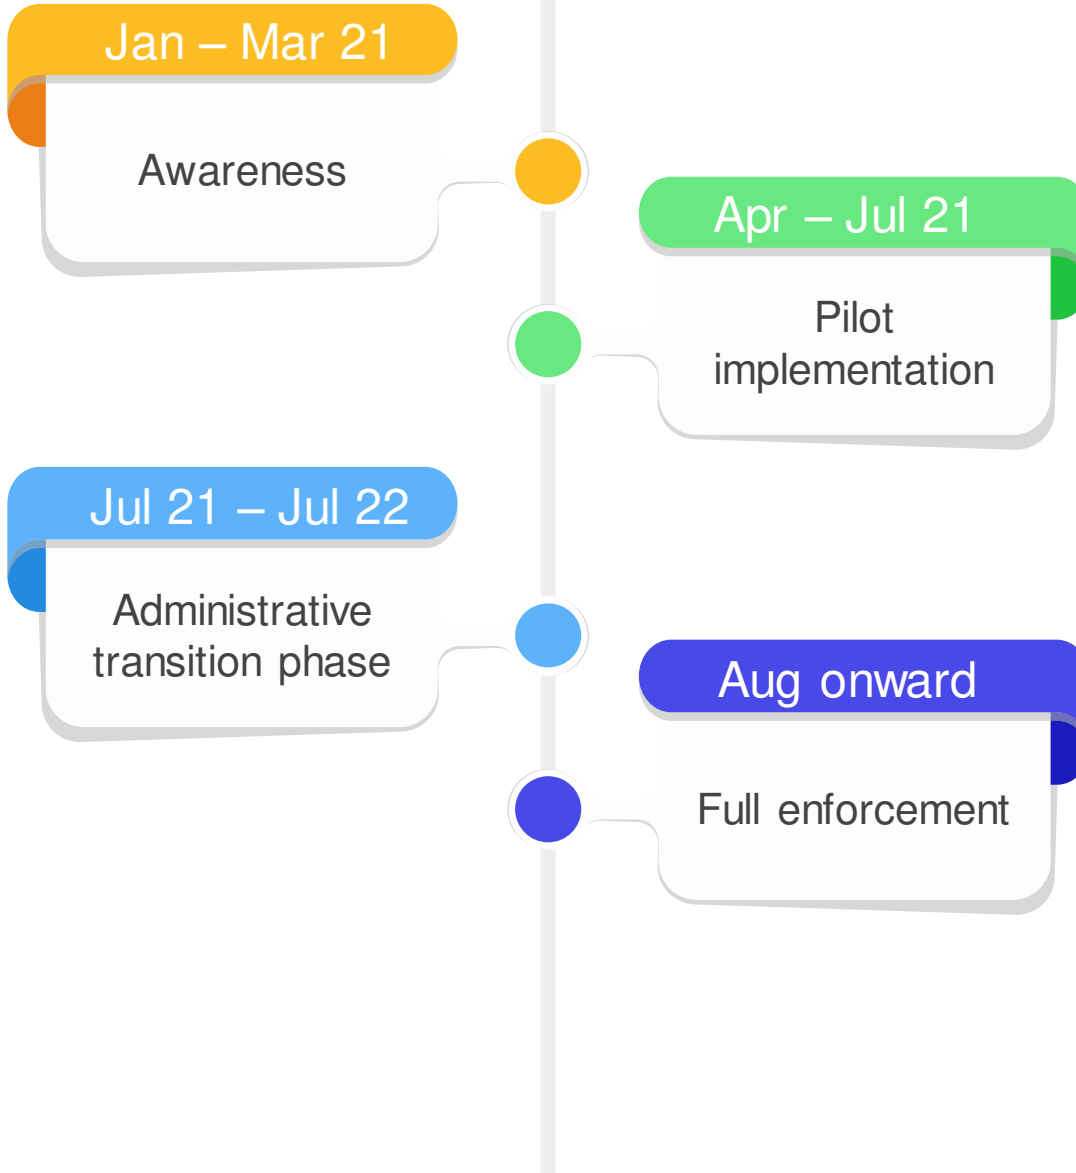 Jan – Mar 21
Awareness
Apr – Jul 21
Pilot
implementation
Jul 21 – Jul 22
Administrative
transition phase
Aug onward
Full enforcement